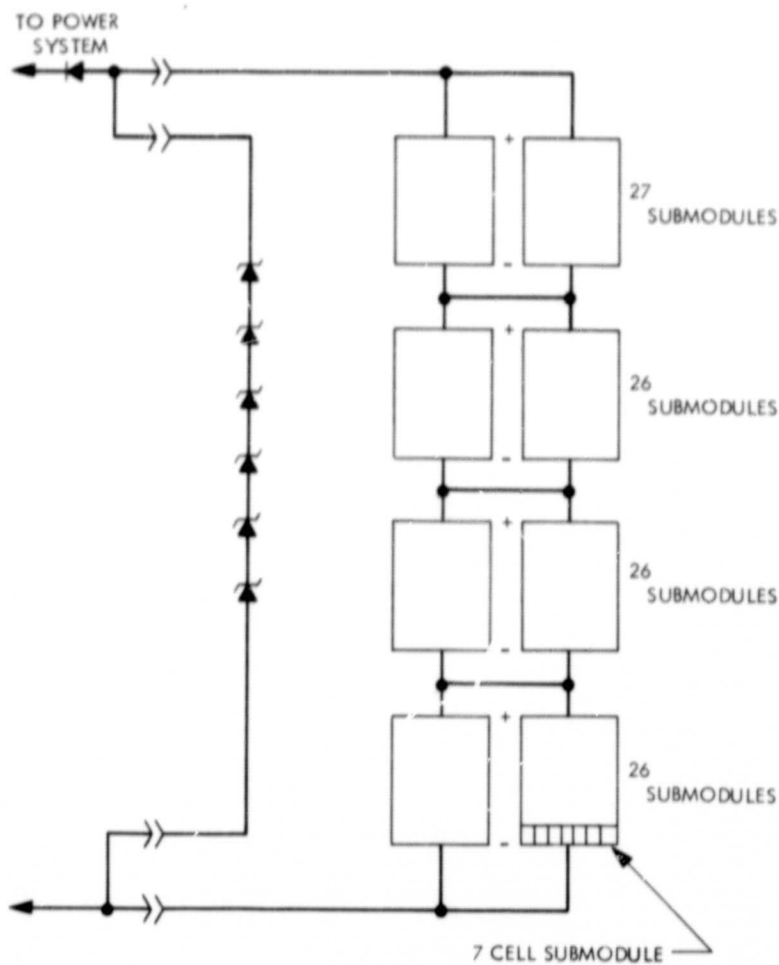 TO POWER
SYSTEM
+
27
SUBMODULES
-
+
26
SUBMODULES
-
+
26
SUBMODULES
-
+
26
SUBMODULES
-
7 CELL SUBMODULE